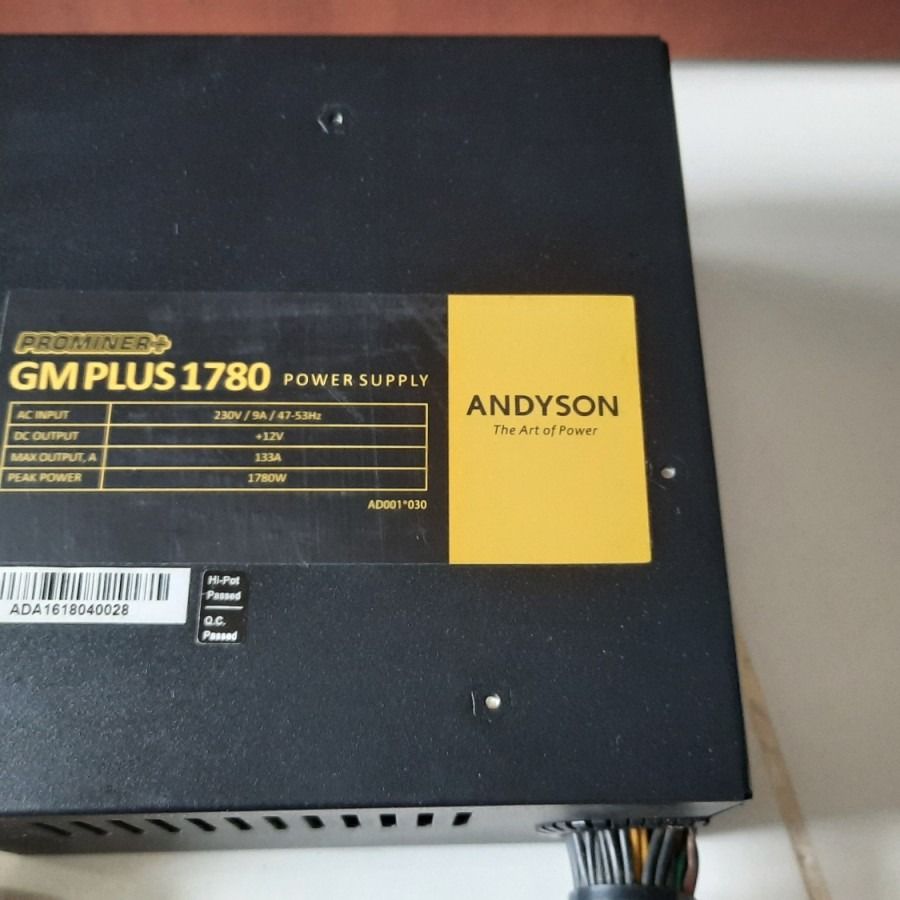 PROMINER+
GM PLUS 1780 POWER SUPPLY
AC INPUT 230V / 9A / 47-53Hz
DC OUTPUT +12V
MAX OUTPUT, A 133A
PEAK POWER 1780W
AD001*030
ANDYSON
The Art of Power
ADA1618040028
Hi-Pot
Passed
Q.C.
Passed